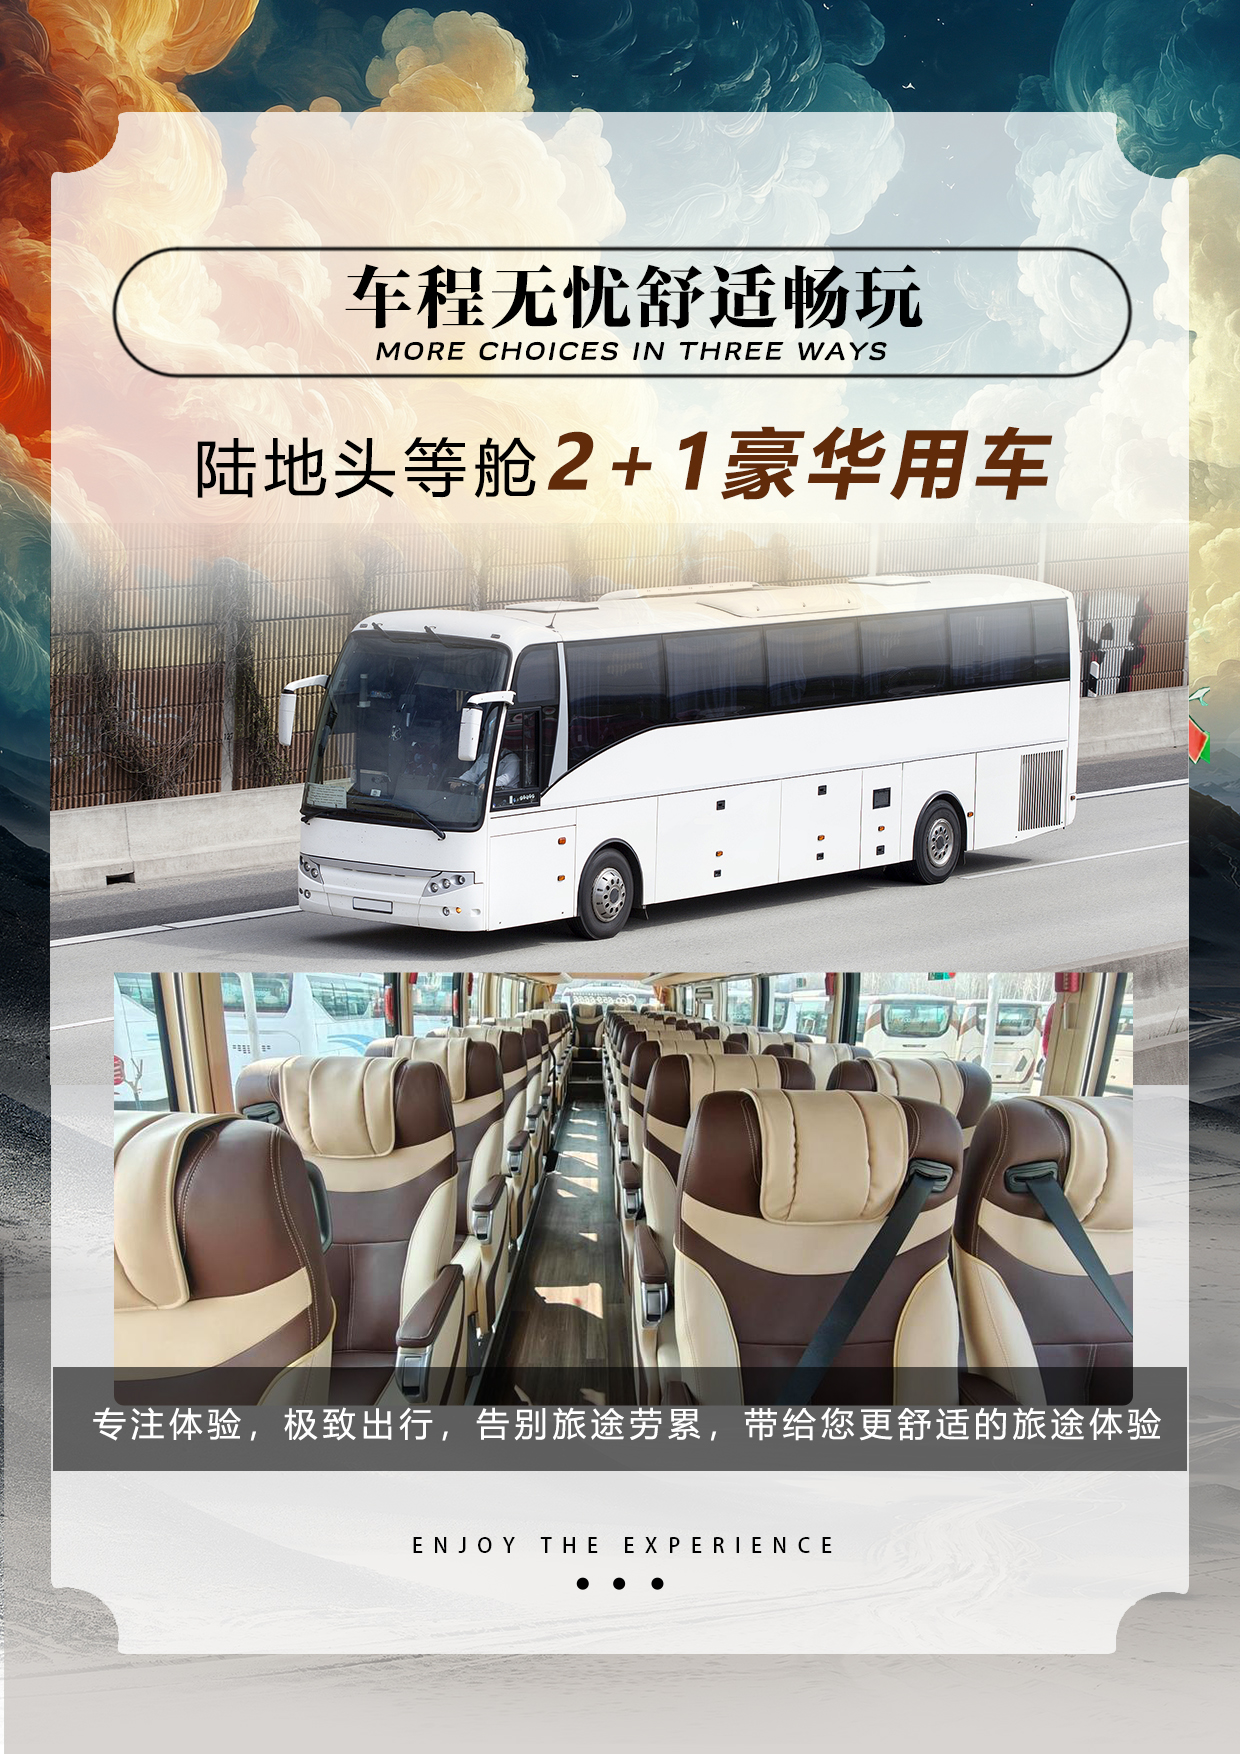 车程无忧舒适畅玩
MORE CHOICES IN THREE WAYS
陆地头等舱2+1豪华用车
专注体验，极致出行，告别旅途劳累，带给您更舒适的旅途体验
ENJOY THE EXPERIENCE